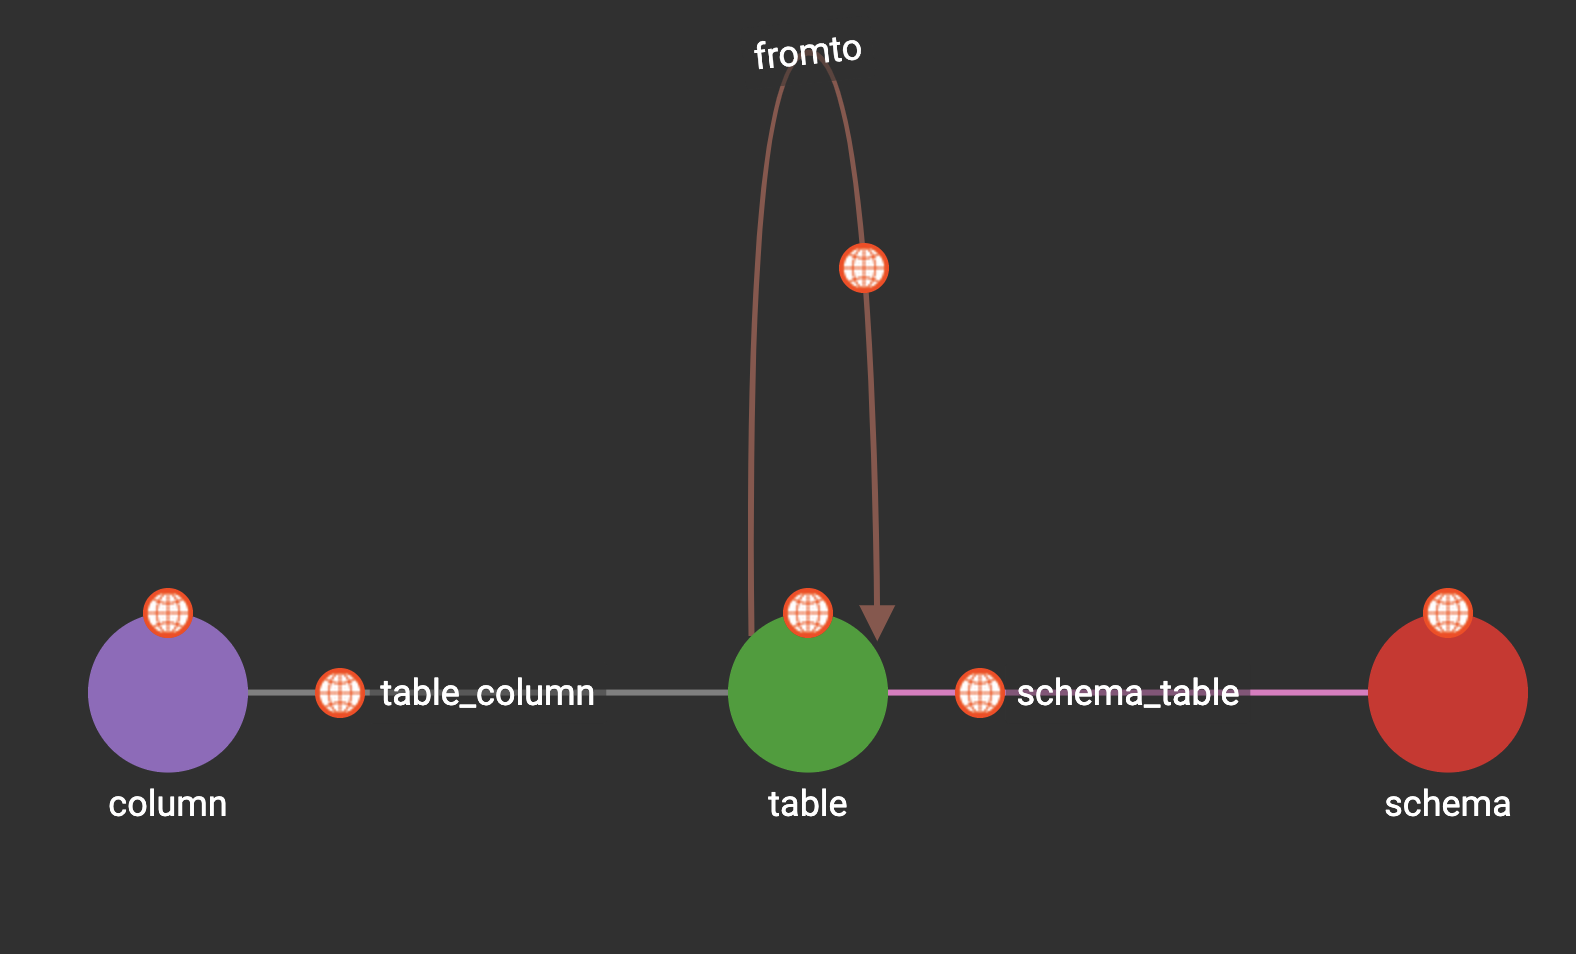 fromto
table_column
schema_table
column
table
schema